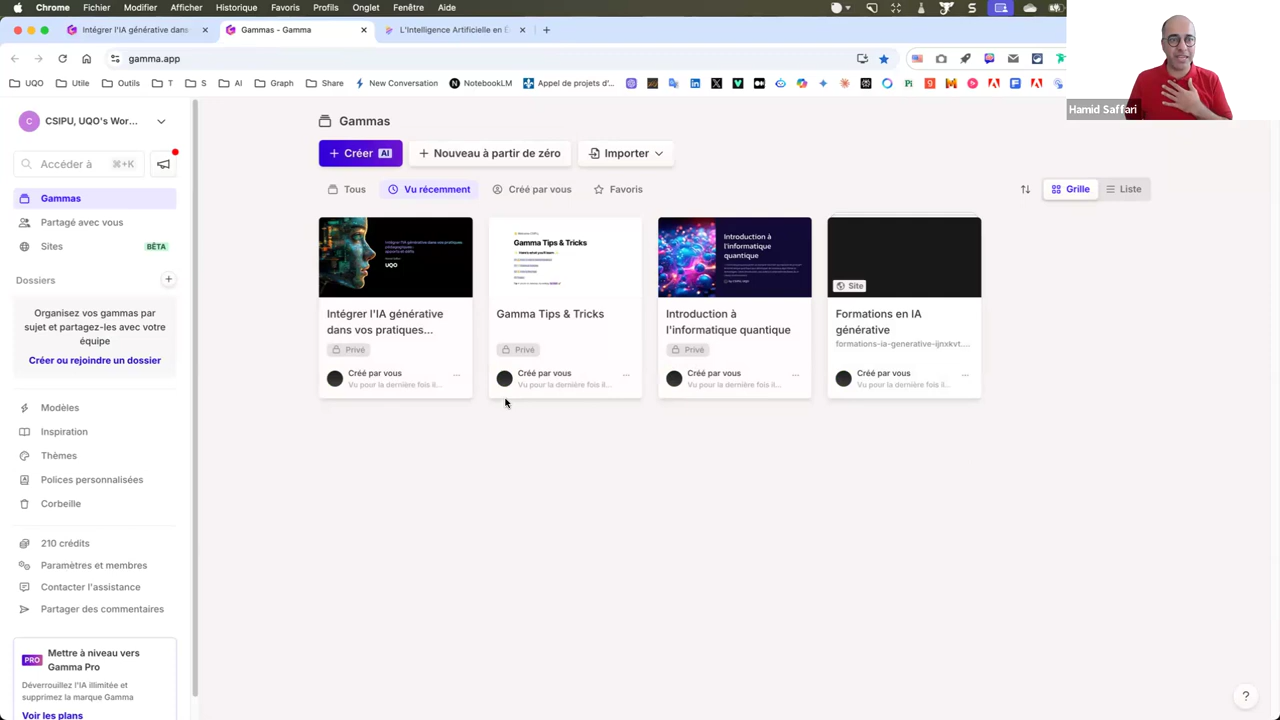 Chrome Fichier Modifier Afficher Historique Favoris Profils Onglet Fenêtre Aide
Intégrer l'IA générative dans
Gammas - Gamma
L'Intelligence Artificielle en É
gamma.app
UQO Utile Outils T S AI Graph Share New Conversation NotebookLM Appel de projets d'...
Hamid Saffari
C CSIPU, UQO's Wor...
Accéder à ⌘+K
Gammas
Partagé avec vous
Sites BÊTA
Dossiers
Organisez vos gammas par
sujet et partagez-les avec votre
équipe
Créer ou rejoindre un dossier
Modèles
Inspiration
Thèmes
Polices personnalisées
Corbeille
210 crédits
Paramètres et membres
Contacter l'assistance
Partager des commentaires
PRO Mettre à niveau vers
Gamma Pro
Déverrouillez l'IA illimitée et
supprimez la marque Gamma
Voir les plans
Gammas
+ Créer AI + Nouveau à partir de zéro Importer
Tous Vu récemment Créé par vous Favoris Grille Liste
UQO
Intégrer l'IA générative
dans vos pratiques...
Privé
Créé par vous
Vu pour la dernière fois il...
Gamma Tips & Tricks
Gamma Tips & Tricks
Privé
Créé par vous
Vu pour la dernière fois il...
Introduction à
l'informatique
quantique
Introduction à
l'informatique quantique
Privé
Créé par vous
Vu pour la dernière fois il...
Site
Formations en IA
générative
formations-ia-generative-ijnxkvt....
Créé par vous
Vu pour la dernière fois il...
?